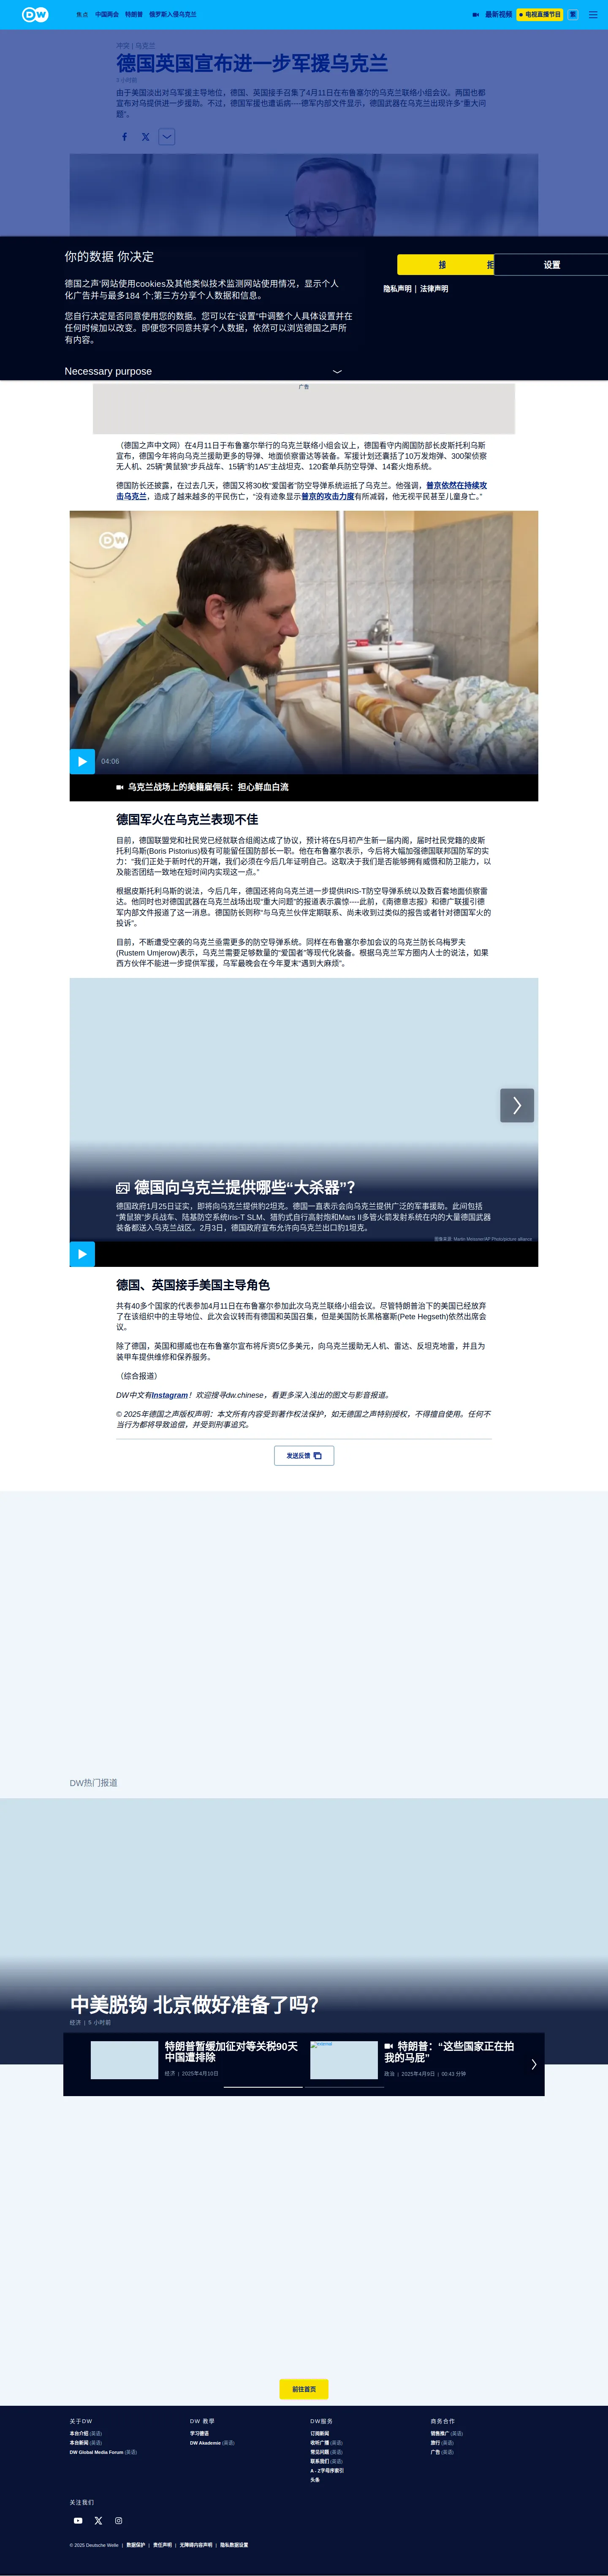 DW
焦点 中国两会 特朗普 俄罗斯入侵乌克兰
最新视频 电视直播节目 繁
冲突 | 乌克兰
德国英国宣布进一步军援乌克兰
5 小时前
由于美国淡出对乌军援主导地位，德国、英国接手召集了4月11日在布鲁塞尔的乌克兰联络小组会议。两国也都
宣布对乌提供进一步援助。不过，德国军援也遭诟病----德军内部文件显示，德国武器在乌克兰出现许多“重大问
题”。
你的数据 你决定
德国之声'网站使用cookies及其他类似技术监测网站使用情况，显示个人
化广告并与最多184 个;第三方分享个人数据和信息。
您自行决定是否同意使用您的数据。您可以在“设置”中调整个人具体设置并在
任何时候加以改变。即便您不同意共享个人数据，依然可以浏览德国之声所
有内容。
Necessary purpose
设置
隐私声明 | 法律声明
广告
（德国之声中文网）在4月11日于布鲁塞尔举行的乌克兰联络小组会议上，德国看守内阁国防部长皮斯托利乌斯
宣布，德国今年将向乌克兰援助更多的导弹、地面侦察雷达等装备。军援计划还囊括了10万发炮弹、300架侦察
无人机、25辆“黄鼠狼”步兵战车、15辆“豹1A5”主战坦克、120套单兵防空导弹、14套火炮系统。
德国防长还披露，在过去几天，德国又将30枚“爱国者”防空导弹系统运抵了乌克兰。他强调，普京依然在持续攻
击乌克兰，造成了越来越多的平民伤亡，“没有迹象显示普京的攻击力度有所减弱，他无视平民甚至儿童身亡。”
DW
04:06
乌克兰战场上的美籍雇佣兵：担心鲜血白流
德国军火在乌克兰表现不佳
目前，德国联盟党和社民党已经就联合组阁达成了协议，预计将在5月初产生新一届内阁，届时社民党籍的皮斯
托利乌斯(Boris Pistorius)极有可能留任国防部长一职。他在布鲁塞尔表示，今后将大幅加强德国联邦国防军的实
力：“我们正处于新时代的开端，我们必须在今后几年证明自己。这取决于我们是否能够拥有威慑和防卫能力，以
及能否团结一致地在短时间内实现这一点。”
根据皮斯托利乌斯的说法，今后几年，德国还将向乌克兰进一步提供IRIS-T防空导弹系统以及数百套地面侦察雷
达。他同时也对德国武器在乌克兰战场出现“重大问题”的报道表示震惊----此前，《南德意志报》和德广联援引德
军内部文件报道了这一消息。德国防长则称“与乌克兰伙伴定期联系、尚未收到过类似的报告或者针对德国军火的
投诉”。
目前，不断遭受空袭的乌克兰亟需更多的防空导弹系统。同样在布鲁塞尔参加会议的乌克兰防长乌梅罗夫
(Rustem Umjerow)表示，乌克兰需要足够数量的“爱国者”等现代化装备。根据乌克兰军方圈内人士的说法，如果
西方伙伴不能进一步提供军援，乌军最晚会在今年夏末“遇到大麻烦”。
德国向乌克兰提供哪些“大杀器”？
德国政府1月25日证实，即将向乌克兰提供豹2坦克。德国一直表示会向乌克兰提供广泛的军事援助。此间包括
“黄鼠狼”步兵战车、陆基防空系统Iris-T SLM、猎豹式自行高射炮和Mars II多管火箭发射系统在内的大量德国武器
装备都送入乌克兰战区。2月3日，德国政府宣布允许向乌克兰出口豹1坦克。
图像来源: Martin Meissner/AP Photo/picture alliance
德国、英国接手美国主导角色
共有40多个国家的代表参加4月11日在布鲁塞尔参加此次乌克兰联络小组会议。尽管特朗普治下的美国已经放弃
了在该组织中的主导地位、此次会议转而有德国和英国召集，但是美国防长黑格塞斯(Pete Hegseth)依然出席会
议。
除了德国，英国和挪威也在布鲁塞尔宣布将斥资5亿多美元，向乌克兰援助无人机、雷达、反坦克地雷，并且为
装甲车提供维修和保养服务。
（综合报道）
DW中文有Instagram！欢迎搜寻dw.chinese，看更多深入浅出的图文与影音报道。
© 2025年德国之声版权声明：本文所有内容受到著作权法保护，如无德国之声特别授权，不得擅自使用。任何不
当行为都将导致追偿，并受到刑事追究。
发送反馈
DW热门报道
中美脱钩 北京做好准备了吗？
经济 | 5 小时前
特朗普暂缓加征对等关税90天
中国遭排除
经济 | 2025年4月10日
特朗普：“这些国家正在拍
我的马屁”
政治 | 2025年4月9日 | 00:43 分钟
前往首页
关于DW
本台介绍 (英语)
本台新闻 (英语)
DW Global Media Forum (英语)
DW 教學
学习德语
DW Akademie (英语)
DW服务
订阅新闻
收听广播 (英语)
常见问题 (英语)
联系我们 (英语)
A - Z字母序索引
头条
商务合作
销售推广 (英语)
旅行 (英语)
广告 (英语)
关注我们
© 2025 Deutsche Welle | 数据保护 | 责任声明 | 无障碍内容声明 | 隐私数据设置